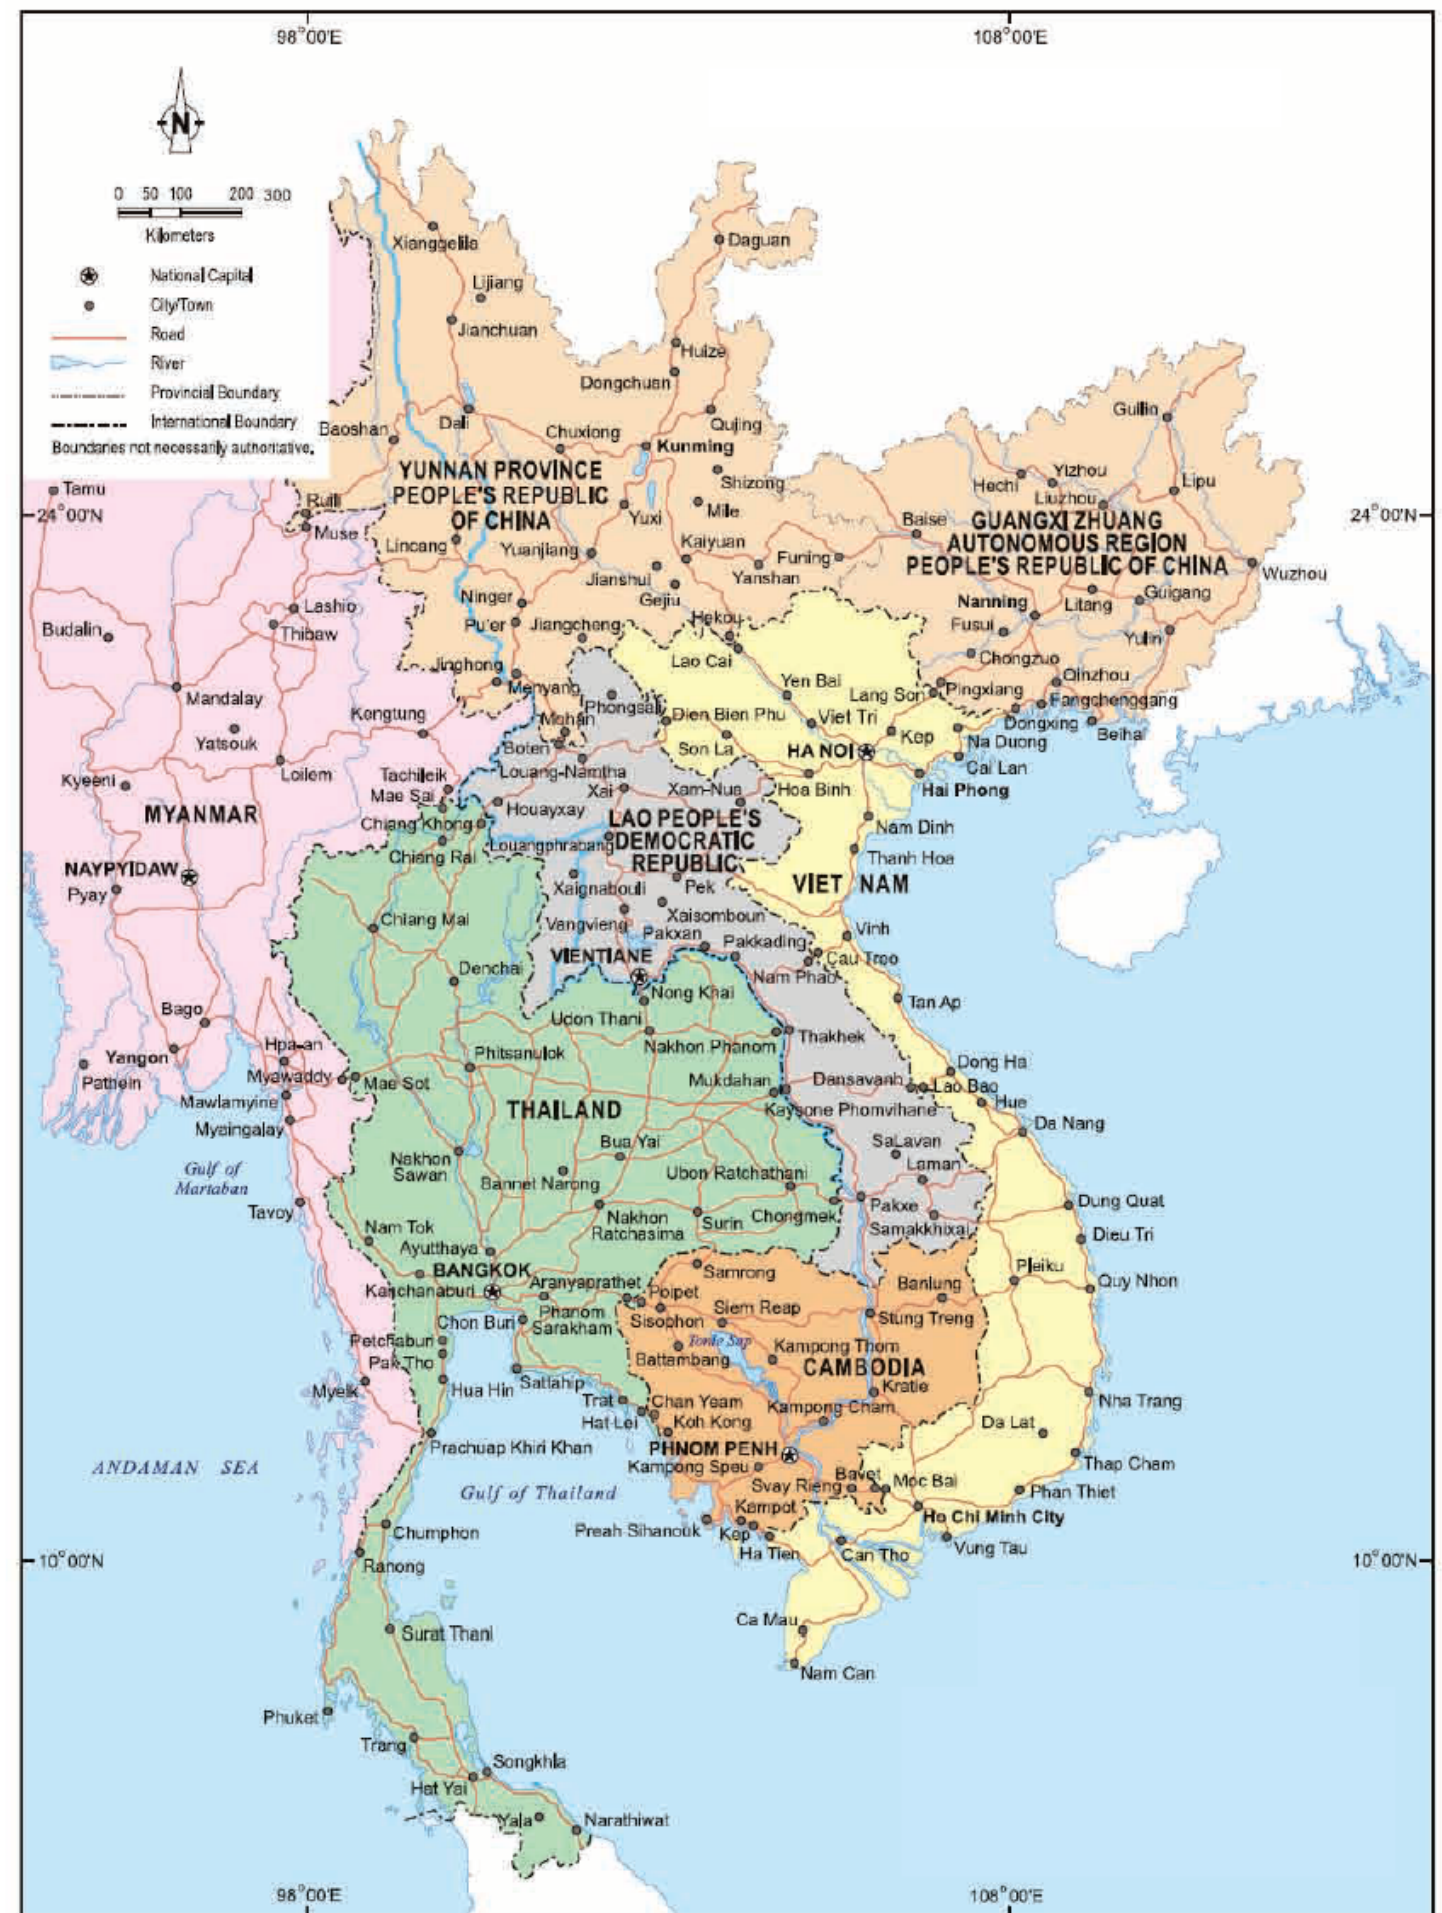 98°00'E
108°00'E
N
0 50 100 200 300
Kilometers
National Capital
City/Town
Road
River
Provincial Boundary
International Boundary
Boundaries not necessarily authoritative.
Xianggelila
Daguan
Lijiang
Jianchuan
Huize
Dongchuan
Guilin
Baoshan
Dali
Chuxiong
Qujing
Kunming
YUNNAN PROVINCE
PEOPLE'S REPUBLIC
OF CHINA
Shizong
Yizhou
Hechi
Lipu
Liuzhou
Tamu
Ruili
Mile
Yuxi
24°00'N
24°00'N
Baise
GUANGXI ZHUANG
AUTONOMOUS REGION
PEOPLE'S REPUBLIC OF CHINA
Muse
Lincang
Yuanjiang
Kaiyuan
Funing
Jianshui
Yanshan
Wuzhou
Ninger
Gejiu
Nanning
Litang
Guigang
Lashio
Thibaw
Budalin
Pu'er
Jiangcheng
Hekou
Fusui
Yulin
Lao Cai
Chongzuo
Jinghong
Menyang
Yen Bai
Lang Son
Pingxiang
Qinzhou
Fangchenggang
Mandalay
Kengtung
Phongsali
Mohan
Dien Bien Phu
Viet Tri
Dongxing
Beihai
Yatsouk
Boten
Son La
HA NOI
Kep
Na Duong
Loilem
Tachileik
Louang-Namtha
Cai Lan
Kyeeni
Mae Sai
Xai
Xam-Nua
Hoa Binh
Hai Phong
MYANMAR
Houayxay
Chiang Khong
LAO PEOPLE'S
DEMOCRATIC
REPUBLIC
Nam Dinh
Louangphrabang
Chiang Rai
Thanh Hoa
NAYPYIDAW
Pyay
Xaignabouli
Pek
VIET NAM
Chiang Mai
Vangvieng
Xaisomboun
Pakxan
Pakkading
Vinh
VIENTIANE
Cau Treo
Denchai
Nam Phao
Nong Khai
Tan Ap
Bago
Udon Thani
Thakhek
Yangon
Hpa-an
Phitsanulok
Nakhon Phanom
Dong Ha
Pathein
Myawaddy
Mae Sot
Mukdahan
Dansavanh
Lao Bao
Mawlamyine
THAILAND
Kaysone Phomvihane
Hue
Myaingalay
Da Nang
Bua Yai
SaLavan
Gulf of
Martaban
Nakhon
Sawan
Bannet Narong
Ubon Ratchathani
Laman
Tavoy
Nakhon
Ratchasima
Surin
Chongmek
Pakxe
Dung Quat
Nam Tok
Samakkhixai
Dieu Tri
Ayutthaya
BANGKOK
Samrong
Pleiku
Kanchanaburi
Aranyaprathet
Poipet
Banlung
Quy Nhon
Phanom
Sarakham
Chon Buri
Sisophon
Siem Reap
Stung Treng
Petchaburi
Tonle Sap
Pak Tho
Battambang
Kampong Thom
CAMBODIA
Myeik
Hua Hin
Sattahip
Kratie
Trat
Chan Yeam
Nha Trang
Hat Lei
Koh Kong
Kampong Cham
Da Lat
Prachuap Khiri Khan
PHNOM PENH
ANDAMAN SEA
Kampong Speu
Thap Cham
Gulf of Thailand
Svay Rieng
Bavet
Moc Bai
Phan Thiet
Kampot
Ho Chi Minh City
Chumphon
Preah Sihanouk
Kep
Ha Tien
Can Tho
Vung Tau
10°00'N
10°00'N
Ranong
Ca Mau
Surat Thani
Nam Can
Phuket
Trang
Songkhla
Hat Yai
Yala
Narathiwat
98°00'E
108°00'E